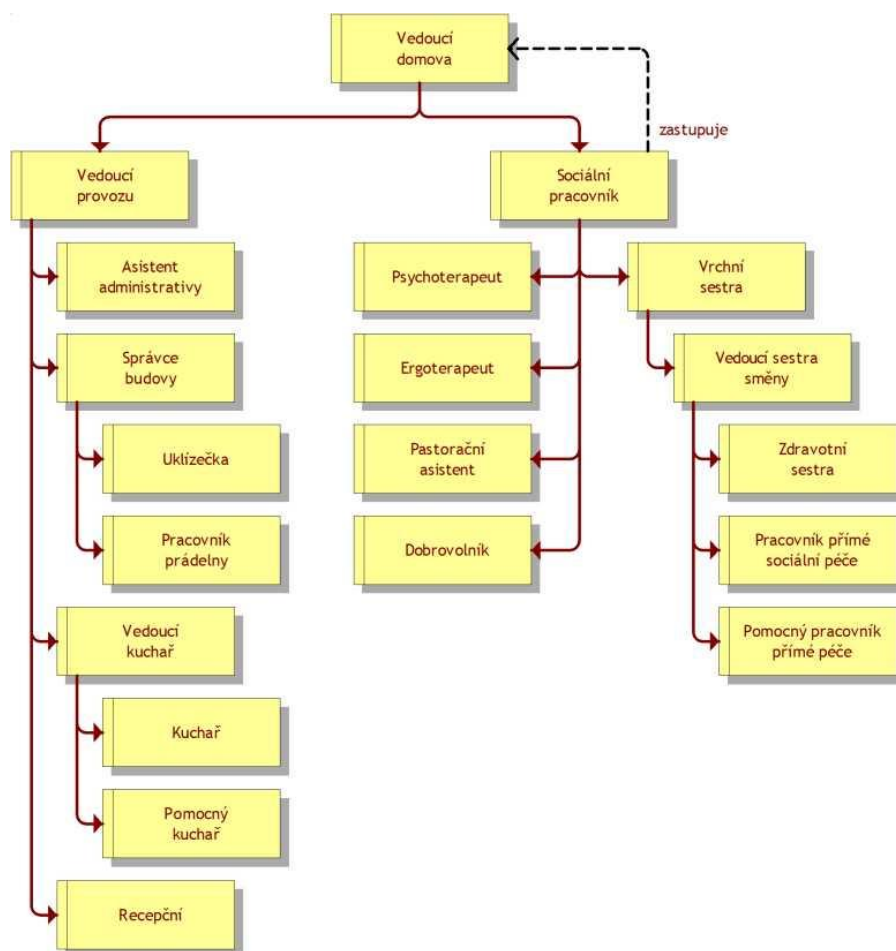 Vedoucí
domova
zastupuje
Vedoucí
provozu
Sociální
pracovník
Asistent
administrativy
Psychoterapeut
Vrchní
sestra
Správce
budovy
Ergoterapeut
Vedoucí sestra
směny
Uklízečka
Pastorační
asistent
Zdravotní
sestra
Pracovník
prádelny
Dobrovolník
Pracovník přímé
sociální péče
Vedoucí
kuchař
Pomocný pracovník
přímé péče
Kuchař
Pomocný
kuchař
Recepční